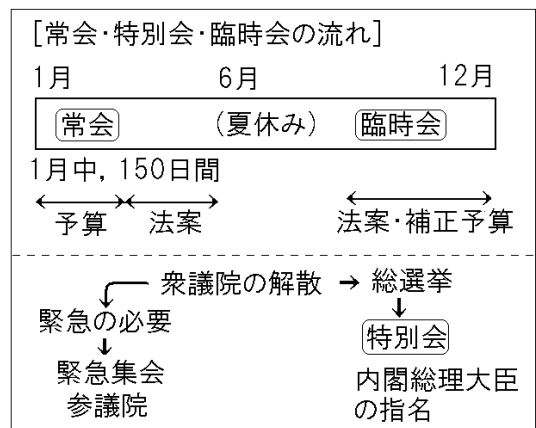 [常会・特別会・臨時会の流れ]
1月 6月 12月
常会 (夏休み) 臨時会
1月中,150日間
予算 法案 法案・補正予算
衆議院の解散 → 総選挙
緊急の必要
特別会
緊急集会
参議院
内閣総理大臣
の指名